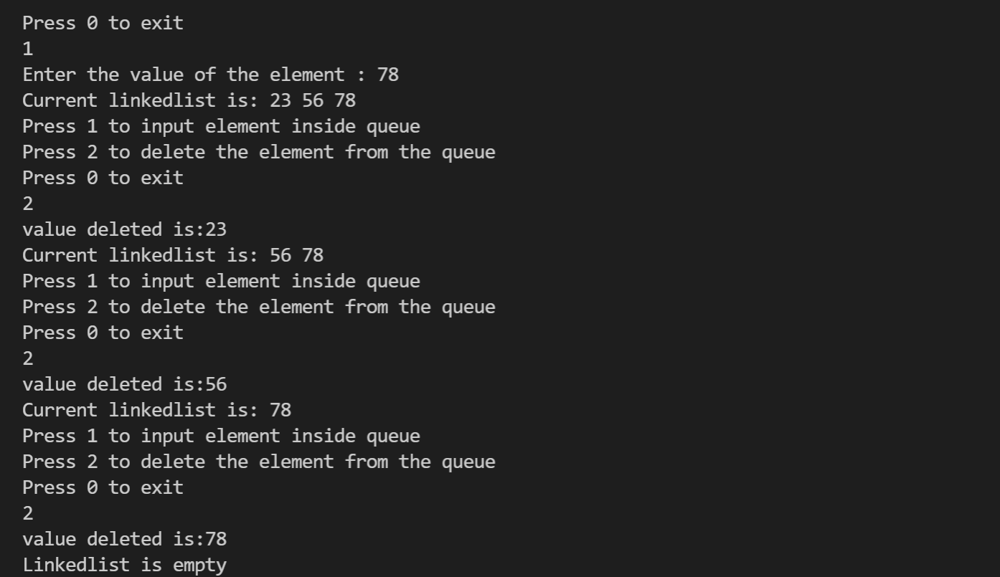 Press 0 to exit
1
Enter the value of the element : 78
Current linkedlist is: 23 56 78
Press 1 to input element inside queue
Press 2 to delete the element from the queue
Press 0 to exit
2
value deleted is:23
Current linkedlist is: 56 78
Press 1 to input element inside queue
Press 2 to delete the element from the queue
Press 0 to exit
2
value deleted is:56
Current linkedlist is: 78
Press 1 to input element inside queue
Press 2 to delete the element from the queue
Press 0 to exit
2
value deleted is:78
Linkedlist is empty